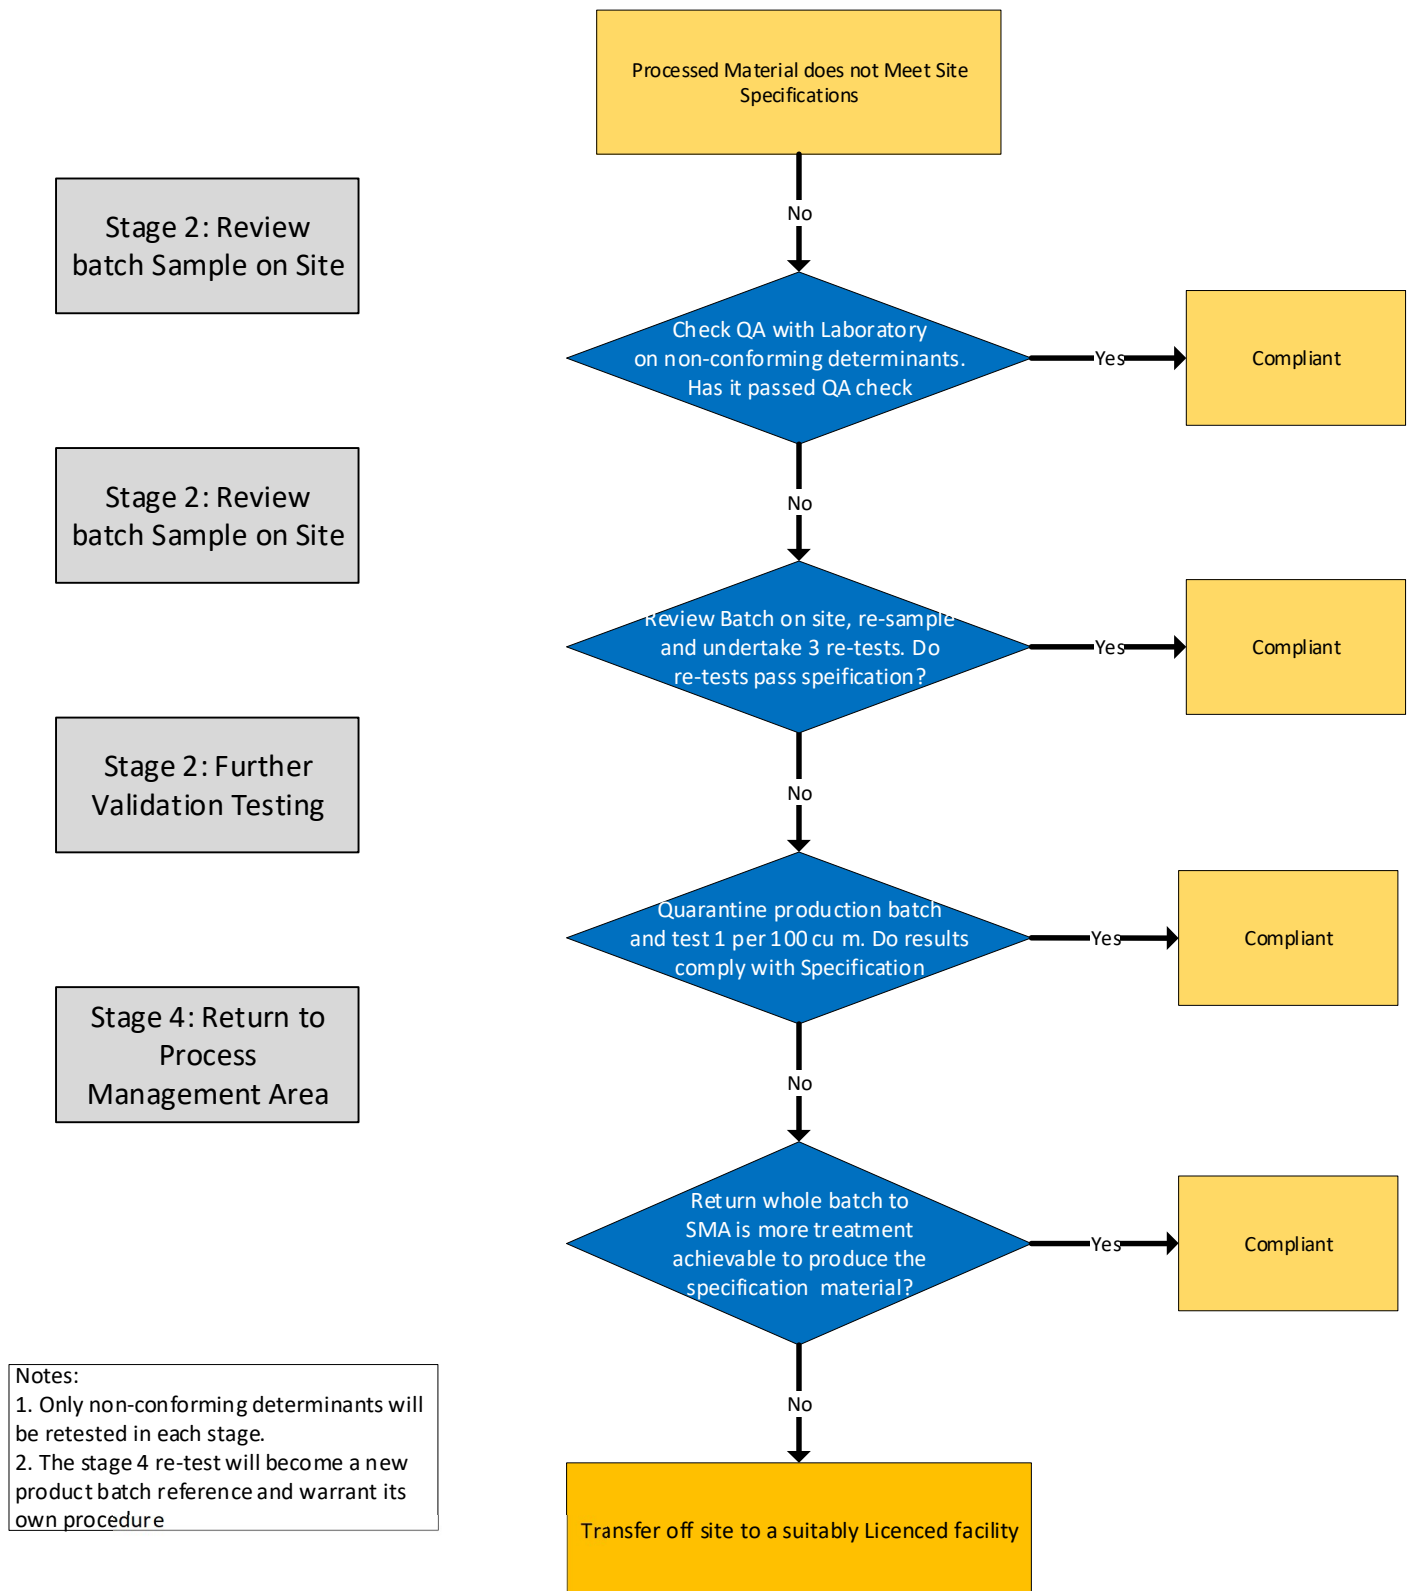 Processed Material does not Meet Site
Specifications
No
Stage 2: Review
batch Sample on Site
Check QA with Laboratory
on non-conforming determinants.
Has it passed QA check
Yes
Compliant
No
Stage 2: Review
batch Sample on Site
Review Batch on site, re-sample
and undertake 3 re-tests. Do
re-tests pass speification?
Yes
Compliant
No
Stage 2: Further
Validation Testing
Quarantine production batch
and test 1 per 100 cu m. Do results
comply with Specification
Yes
Compliant
No
Stage 4: Return to
Process
Management Area
Return whole batch to
SMA is more treatment
achievable to produce the
specification material?
Yes
Compliant
No
Notes:
1. Only non-conforming determinants will
be retested in each stage.
2. The stage 4 re-test will become a new
product batch reference and warrant its
own procedure
Transfer off site to a suitably Licenced facility